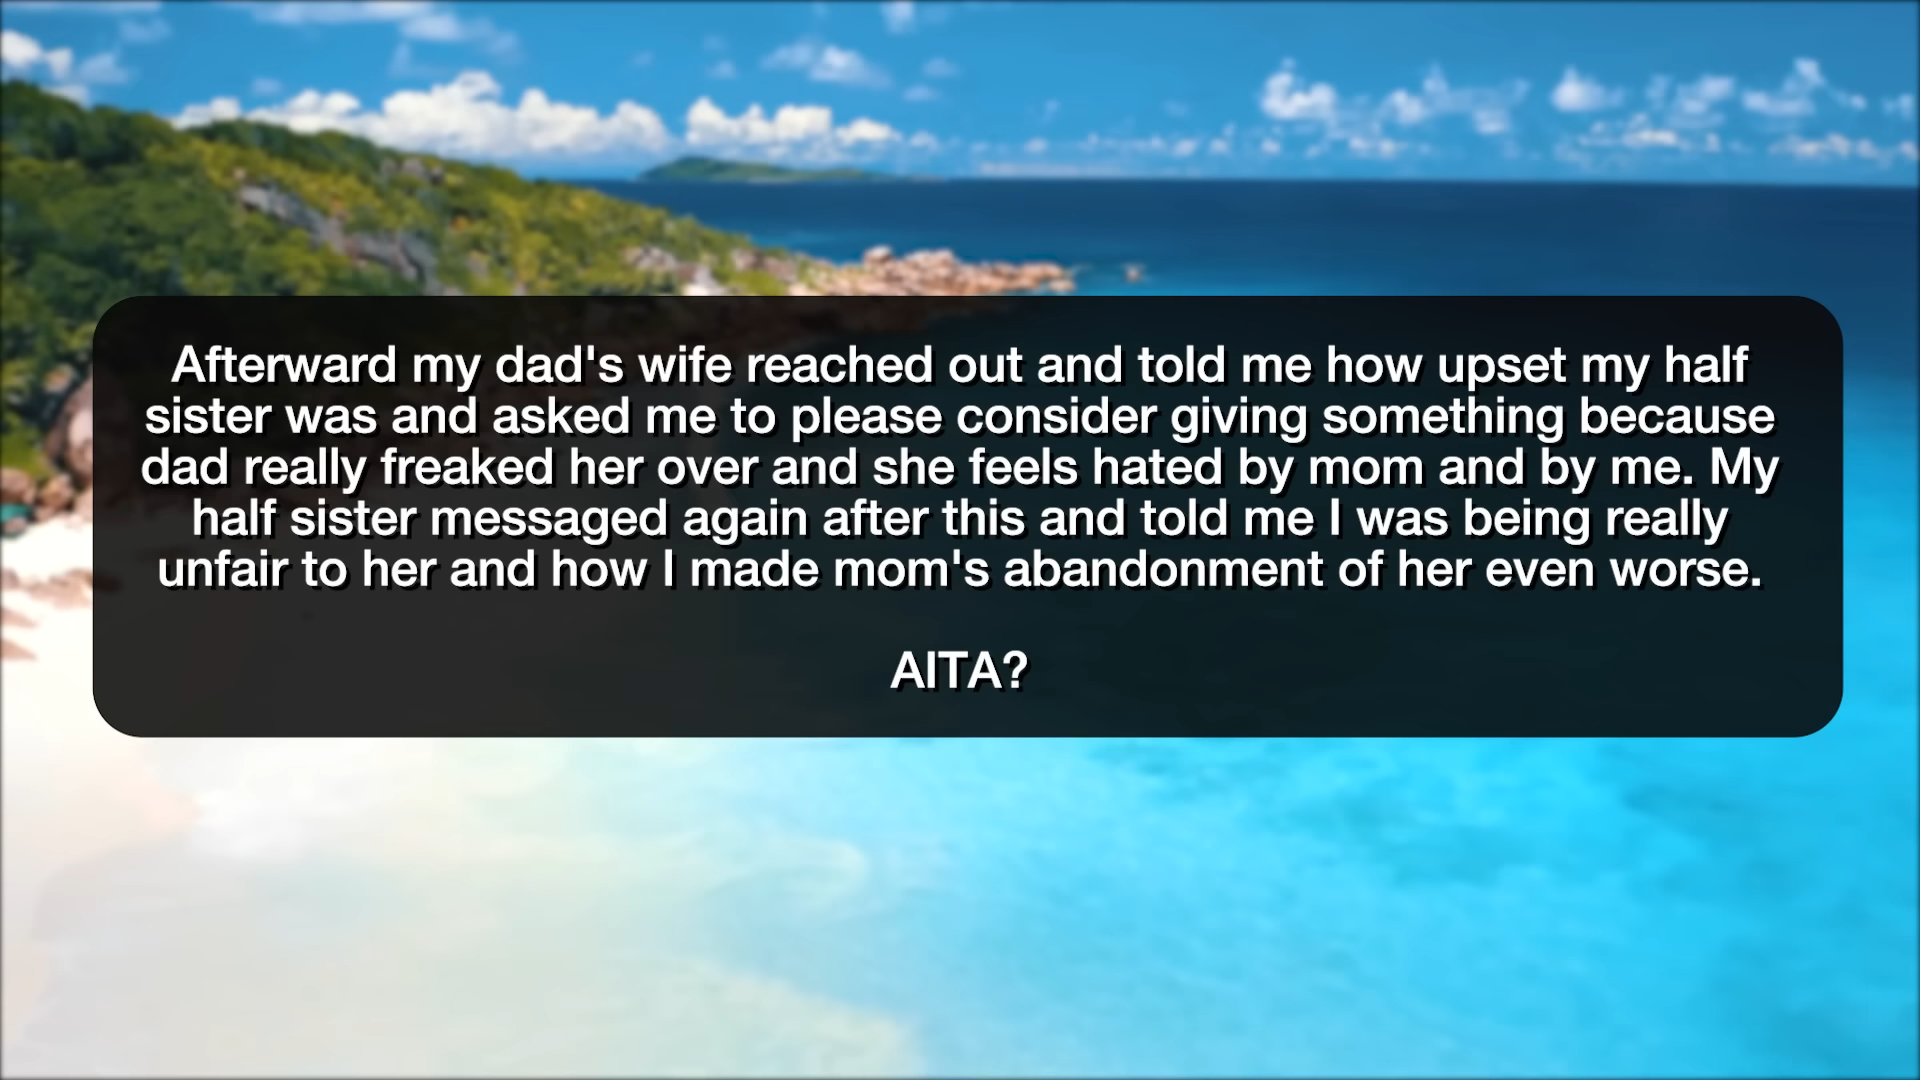 Afterward my dad's wife reached out and told me how upset my half
sister was and asked me to please consider giving something because
dad really freaked her over and she feels hated by mom and by me. My
half sister messaged again after this and told me I was being really
unfair to her and how I made mom's abandonment of her even worse.
AITA?